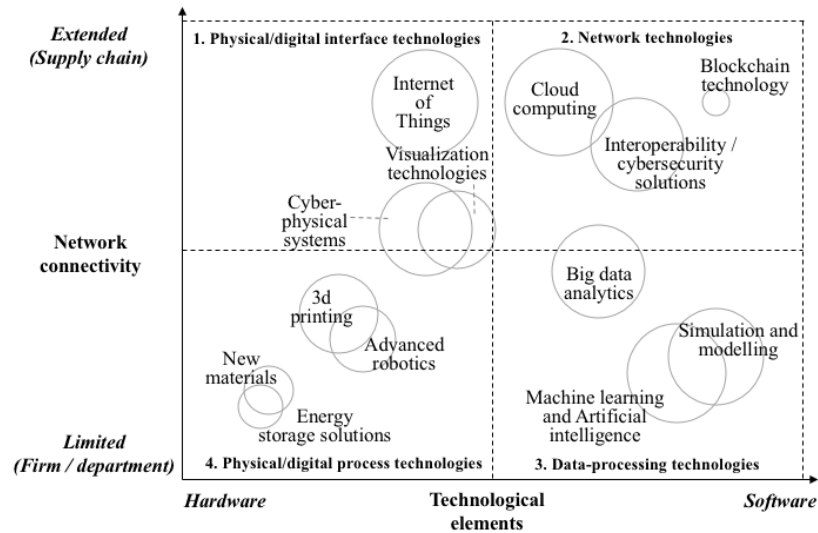 Extended
(Supply chain)
1. Physical/digital interface technologies
2. Network technologies
Internet
of
Things
Cloud
computing
Blockchain
technology
Interoperability /
cybersecurity
solutions
Visualization
technologies
Cyber-
physical
systems
Network
connectivity
Big data
analytics
3d
printing
Advanced
robotics
Simulation and
modelling
New
materials
Machine learning
and Artificial
intelligence
Energy
storage solutions
Limited
(Firm / department)
4. Physical/digital process technologies
3. Data-processing technologies
Hardware
Technological
elements
Software